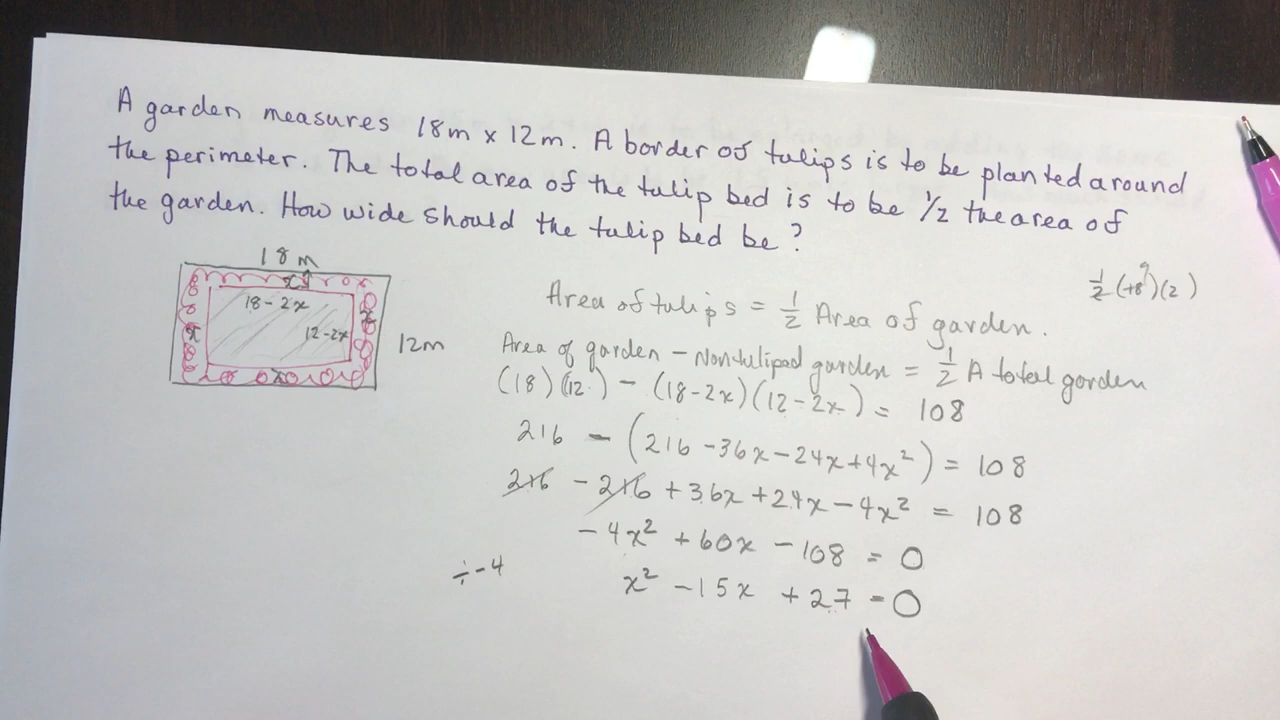 A garden measures 18m x 12m. A border of tulips is to be planted around
the perimeter. The total area of the tulip bed is to be 1/2 the area of
the garden. How wide should the tulip bed be?
18 m
x
18-2x
x
12-2x
x
x
12m
1/2 (18)(2)
9
Area of tulips = 1/2 Area of garden.
Area of garden - Nontuliped garden = 1/2 A total garden
(18)(12) - (18-2x)(12-2x) = 108
216 - (216-36x-24x+4x²) = 108
216 - 216 + 36x + 24x - 4x² = 108
-4x² + 60x - 108 = 0
÷-4
x² - 15x + 27 = 0